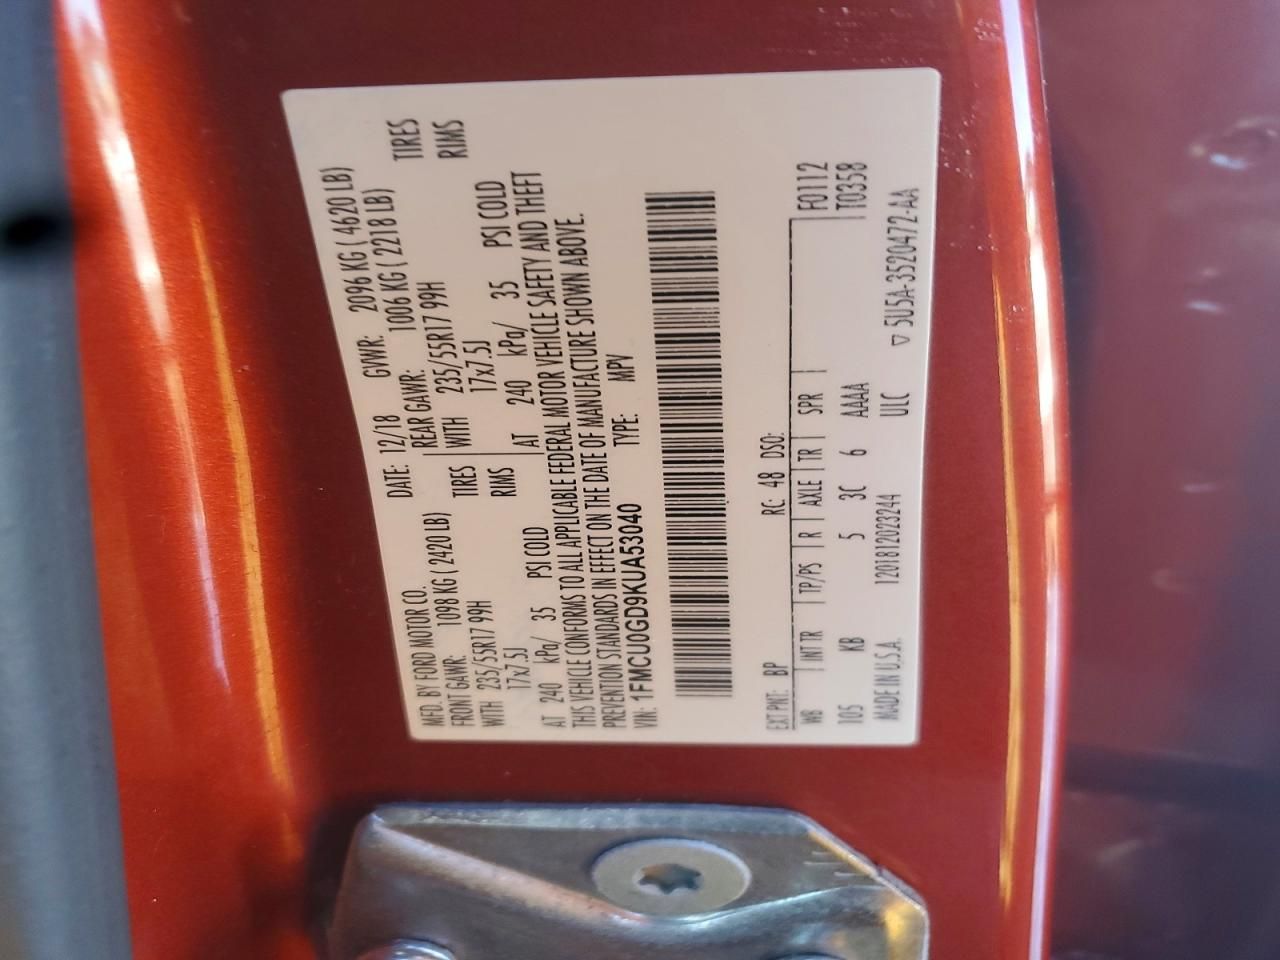 MFD. BY FORD MOTOR CO. DATE: 12/18 GVWR: 2096 KG ( 4620 LB)
FRONT GAWR: 1098 KG ( 2420 LB) REAR GAWR: 1006 KG ( 2218 LB)
WITH 235/55R17 99H TIRES WITH 235/55R17 99H TIRES
17x7.5J RIMS 17x7.5J RIMS
AT 240 kPa/ 35 PSI COLD AT 240 kPa/ 35 PSI COLD
THIS VEHICLE CONFORMS TO ALL APPLICABLE FEDERAL MOTOR VEHICLE SAFETY AND THEFT
PREVENTION STANDARDS IN EFFECT ON THE DATE OF MANUFACTURE SHOWN ABOVE.
VIN: 1FMCU0GD9KUA53040 TYPE: MPV
EXT PNT: BP RC: 48 DSO:
WB INT TR TP/PS R AXLE TR SPR F0112
105 KB 5 3C 6 AAAA T0358
MADE IN U.S.A. 1201812023244 ULC
▽ 5U5A-3520472-AA